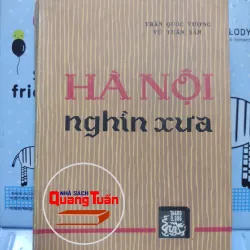 TRẦN QUỐC VƯỢNG
VŨ TUẤN SÁN
HÀ NỘI
nghìn xưa
NHÀ SÁCH
Quang Tuấn